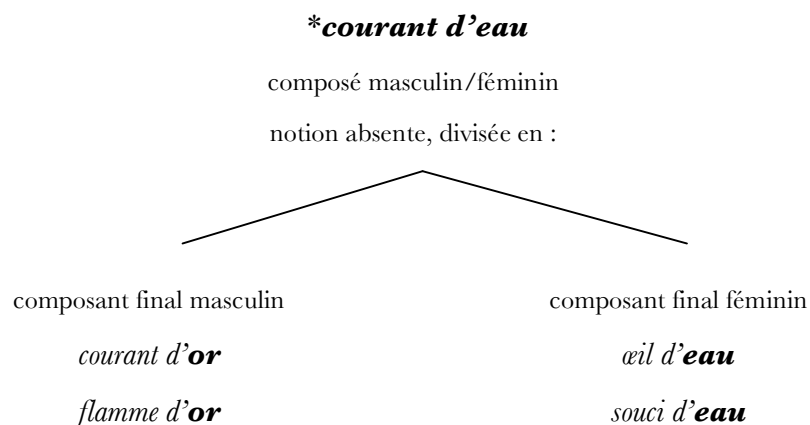 *courant d’eau
composé masculin/féminin
notion absente, divisée en :
composant final masculin
composant final féminin
courant d’or
œil d’eau
flamme d’or
souci d’eau